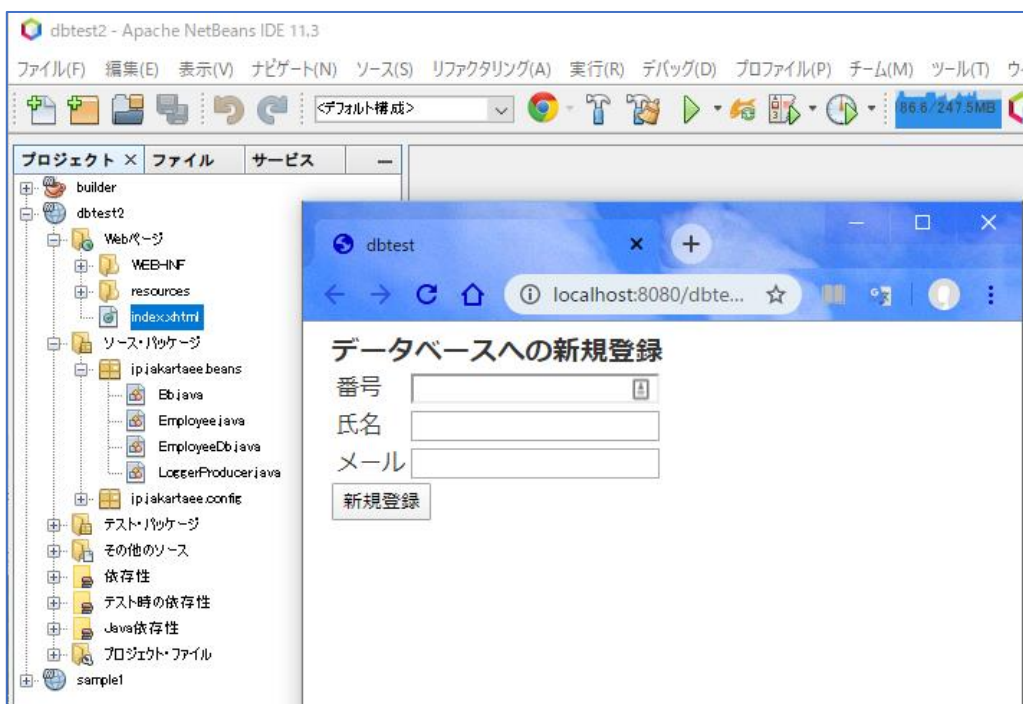 dbtest2 - Apache NetBeans IDE 11.3
ファイル(F) 編集(E) 表示(V) ナビゲート(N) ソース(S) リファクタリング(A) 実行(R) デバッグ(D) プロファイル(P) チーム(M) ツール(T) ウ
<デフォルト構成>
86.6/247.5MB
プロジェクト × ファイル サービス
builder
dbtest2
Webページ
WEB-INF
resources
index.xhtml
ソース・パッケージ
jp.jakartaee.beans
Bb.java
Employee.java
EmployeeDb.java
LoggerProducer.java
jp.jakartaee.config
テスト・パッケージ
その他のソース
依存性
テスト時の依存性
Java依存性
プロジェクト・ファイル
sample1
dbtest
localhost:8080/dbte...
データベースへの新規登録
番号
氏名
メール
新規登録